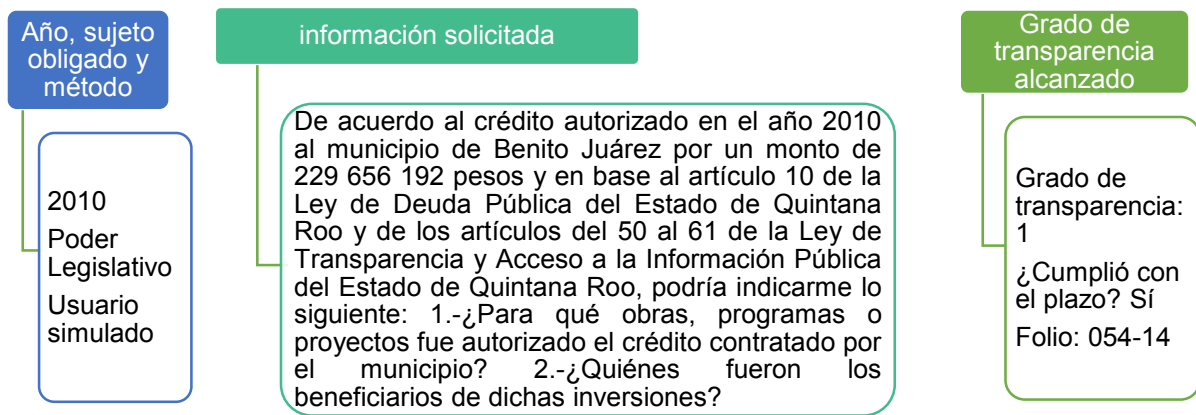 Año, sujeto
obligado y
método
2010
Poder
Legislativo
Usuario
simulado
información solicitada
De acuerdo al crédito autorizado en el año 2010
al municipio de Benito Juárez por un monto de
229 656 192 pesos y en base al artículo 10 de la
Ley de Deuda Pública del Estado de Quintana
Roo y de los artículos del 50 al 61 de la Ley de
Transparencia y Acceso a la Información Pública
del Estado de Quintana Roo, podría indicarme lo
siguiente: 1.-¿Para qué obras, programas o
proyectos fue autorizado el crédito contratado por
el municipio? 2.-¿Quiénes fueron los
beneficiarios de dichas inversiones?
Grado de
transparencia
alcanzado
Grado de
transparencia:
1
¿Cumplió con
el plazo? Sí
Folio: 054-14